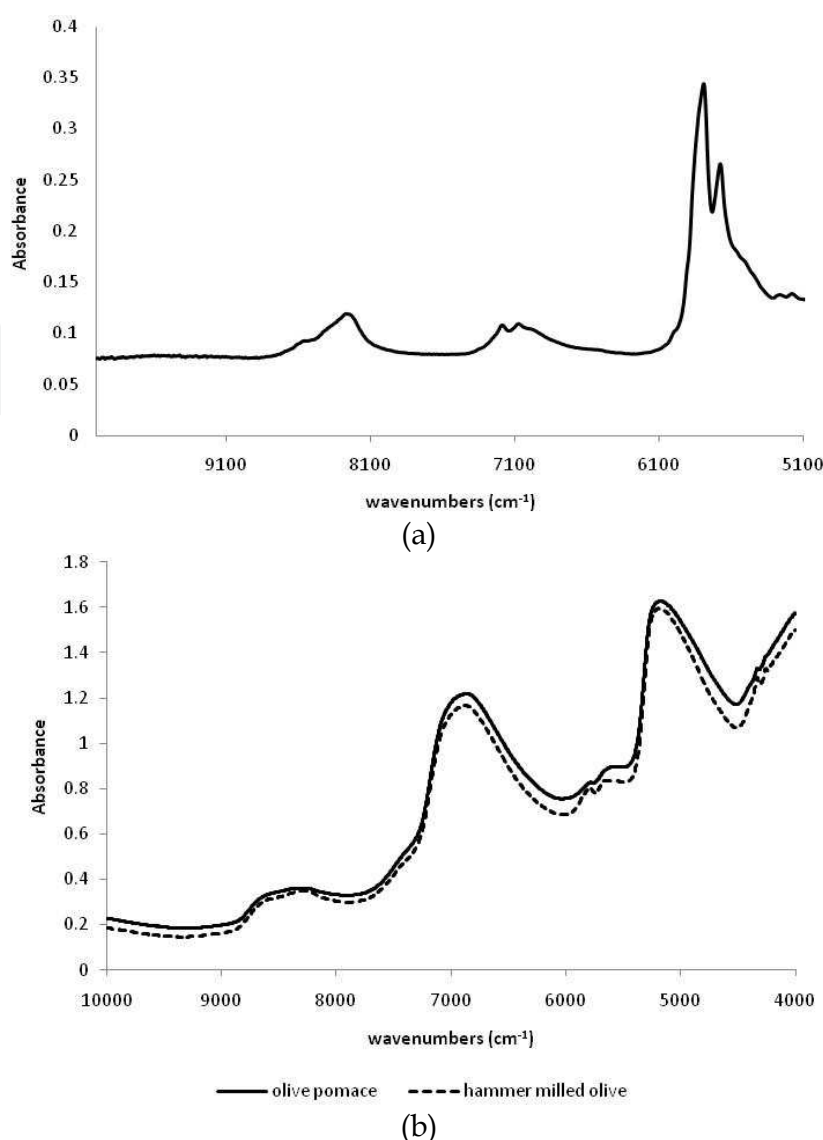 0.4
0.35
0.3
0.25
0.2
0.15
0.1
0.05
0
Absorbance
9100 8100 7100 6100 5100
wavenumbers (cm⁻¹)
(a)
1.8
1.6
1.4
1.2
1
0.8
0.6
0.4
0.2
0
Absorbance
10000 9000 8000 7000 6000 5000 4000
wavenumbers (cm⁻¹)
olive pomace hammer milled olive
(b)